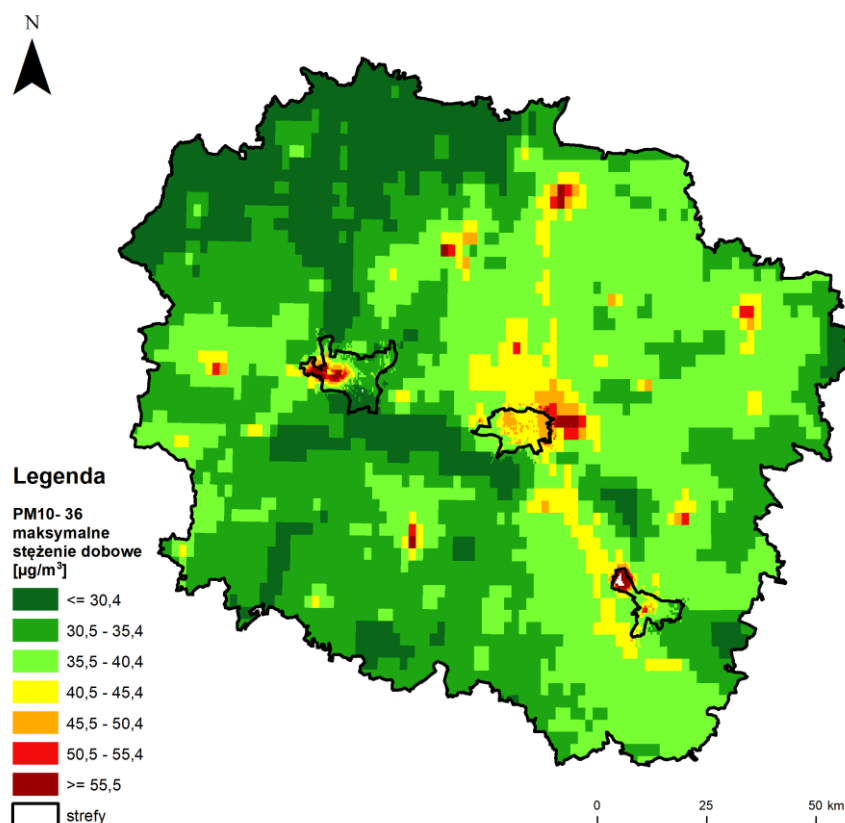 N
Legenda
PM10- 36
maksymalne
stężenie dobowe
[µg/m³]
<= 30,4
30,5 - 35,4
35,5 - 40,4
40,5 - 45,4
45,5 - 50,4
50,5 - 55,4
>= 55,5
strefy
0 25 50 km